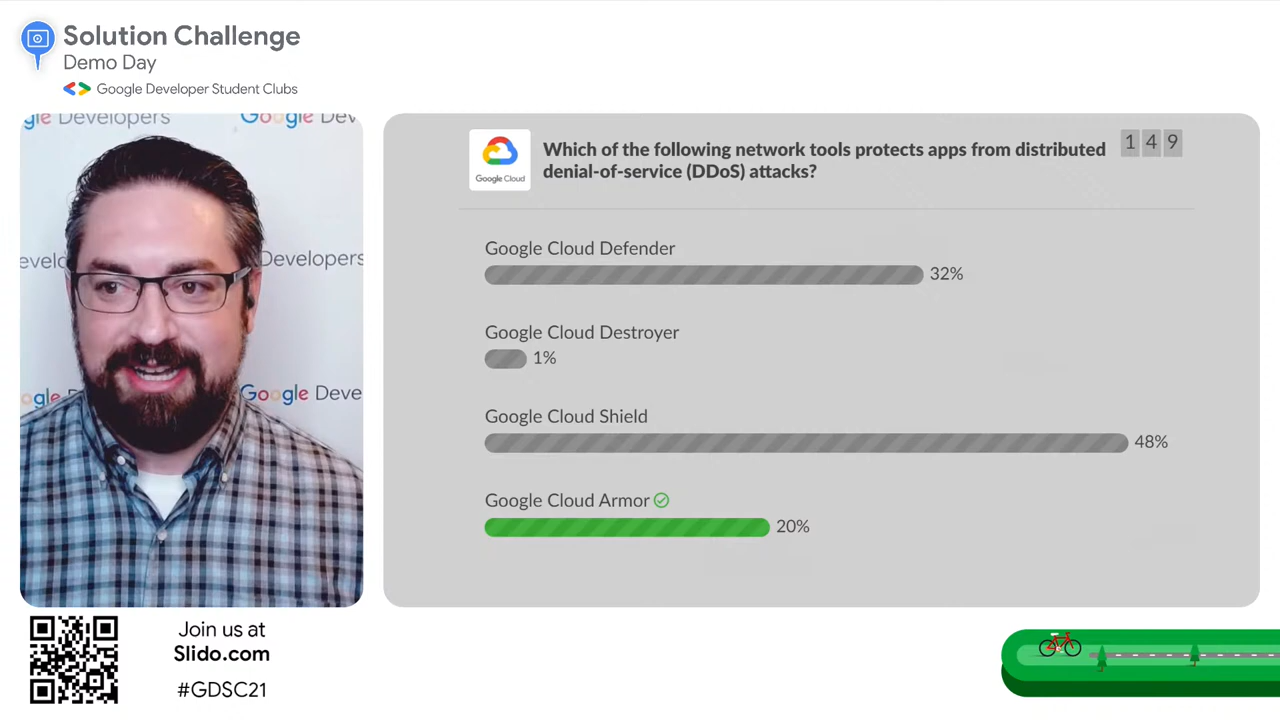 Solution Challenge
Demo Day
Google Developer Student Clubs
gle Developers
Google Dev
Developers
Google Deve
Google Cloud
Which of the following network tools protects apps from distributed
denial-of-service (DDoS) attacks?
1 4 9
Google Cloud Defender
32%
Google Cloud Destroyer
1%
Google Cloud Shield
48%
Google Cloud Armor
20%
Join us at
Slido.com
#GDSC21